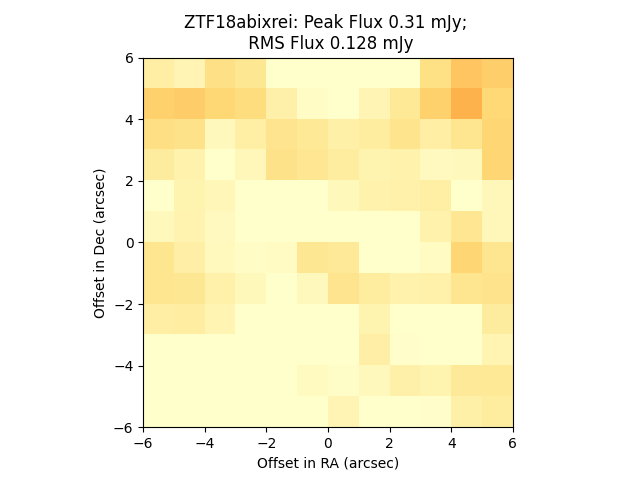 ZTF18abixrei: Peak Flux 0.31 mJy;
RMS Flux 0.128 mJy
6
4
2
0
−2
−4
−6
Offset in Dec (arcsec)
−6 −4 −2 0 2 4 6
Offset in RA (arcsec)